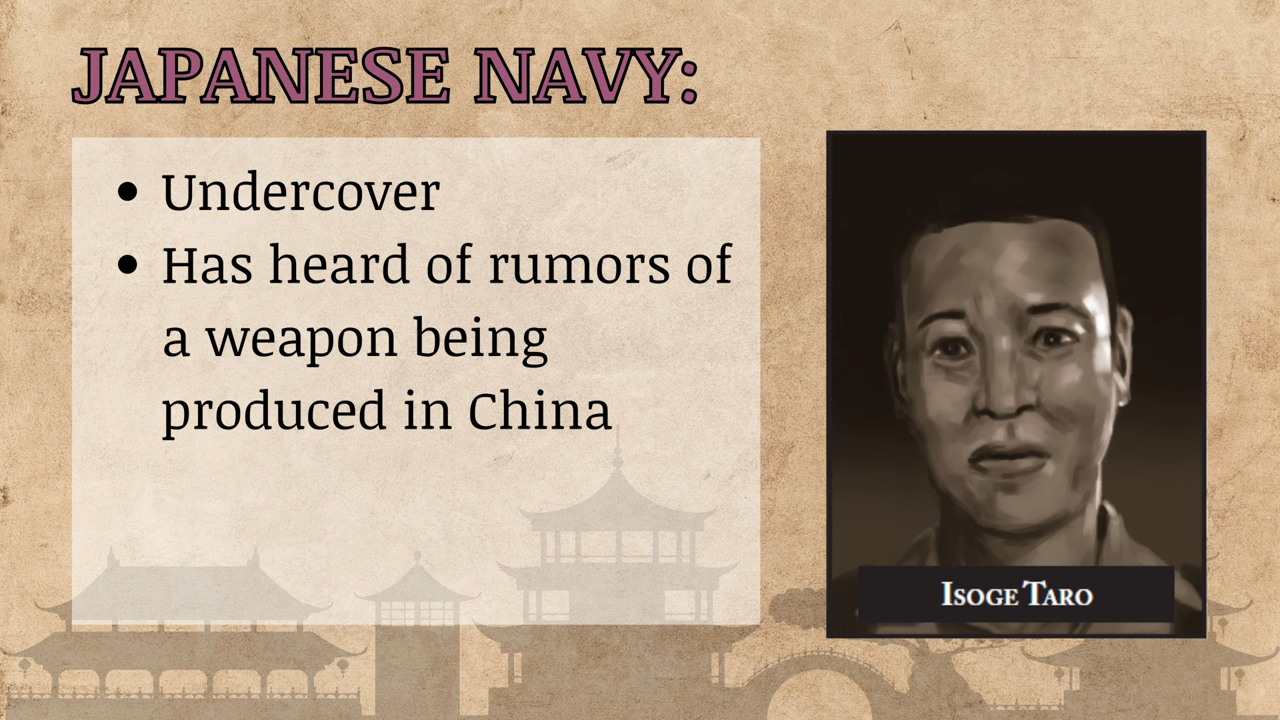 JAPANESE NAVY:
• Undercover
• Has heard of rumors of
a weapon being
produced in China
Isoge Taro